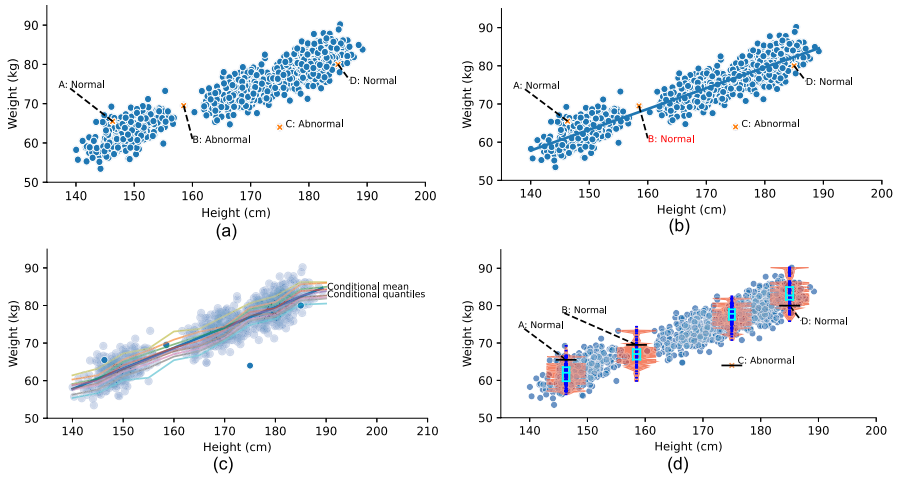 90
80
70
60
50
Weight (kg)
A: Normal
B: Abnormal
C: Abnormal
D: Normal
140 150 160 170 180 190 200
Height (cm)
(a)
90
80
70
60
50
Weight (kg)
A: Normal
B: Normal
C: Abnormal
D: Normal
140 150 160 170 180 190 200
Height (cm)
(b)
90
80
70
60
50
Weight (kg)
Conditional mean
Conditional quantiles
140 150 160 170 180 190 200 210
Height (cm)
(c)
90
80
70
60
50
Weight (kg)
B: Normal
A: Normal
D: Normal
C: Abnormal
140 150 160 170 180 190 200
Height (cm)
(d)